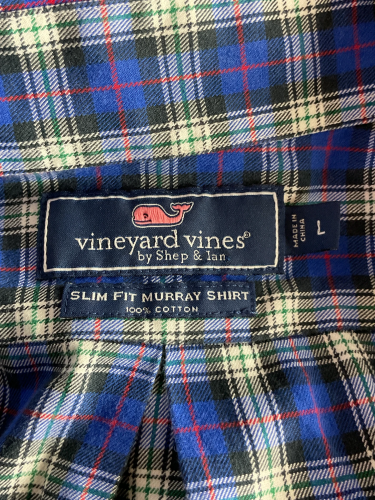 vineyard vines®
by Shep & Ian
MADE IN
CHINA
L
SLIM FIT MURRAY SHIRT
100% COTTON